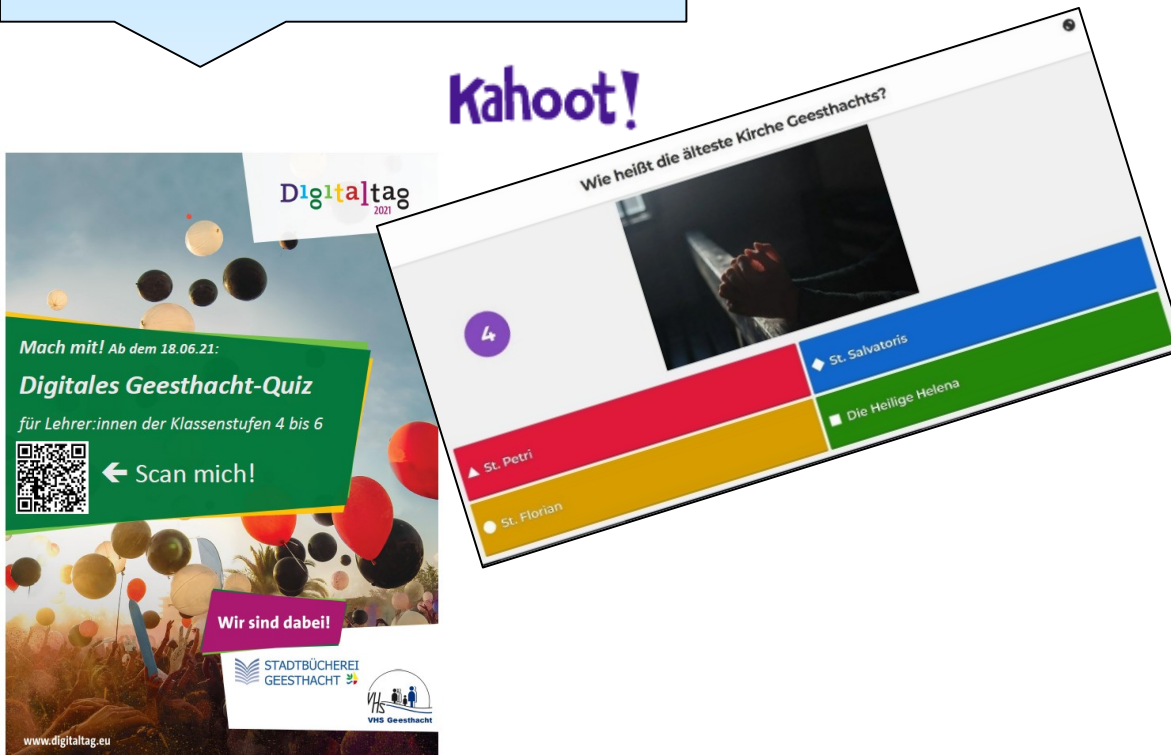 Kahoot!
Digitaltag
2021
Mach mit! Ab dem 18.06.21:
Digitales Geesthacht-Quiz
für Lehrer:innen der Klassenstufen 4 bis 6
← Scan mich!
Wir sind dabei!
STADTBÜCHEREI
GEESTHACHT
VHS
VHS Geesthacht
www.digitaltag.eu
Wie heißt die älteste Kirche Geesthachts?
4
St. Petri
St. Salvatoris
St. Florian
Die Heilige Helena